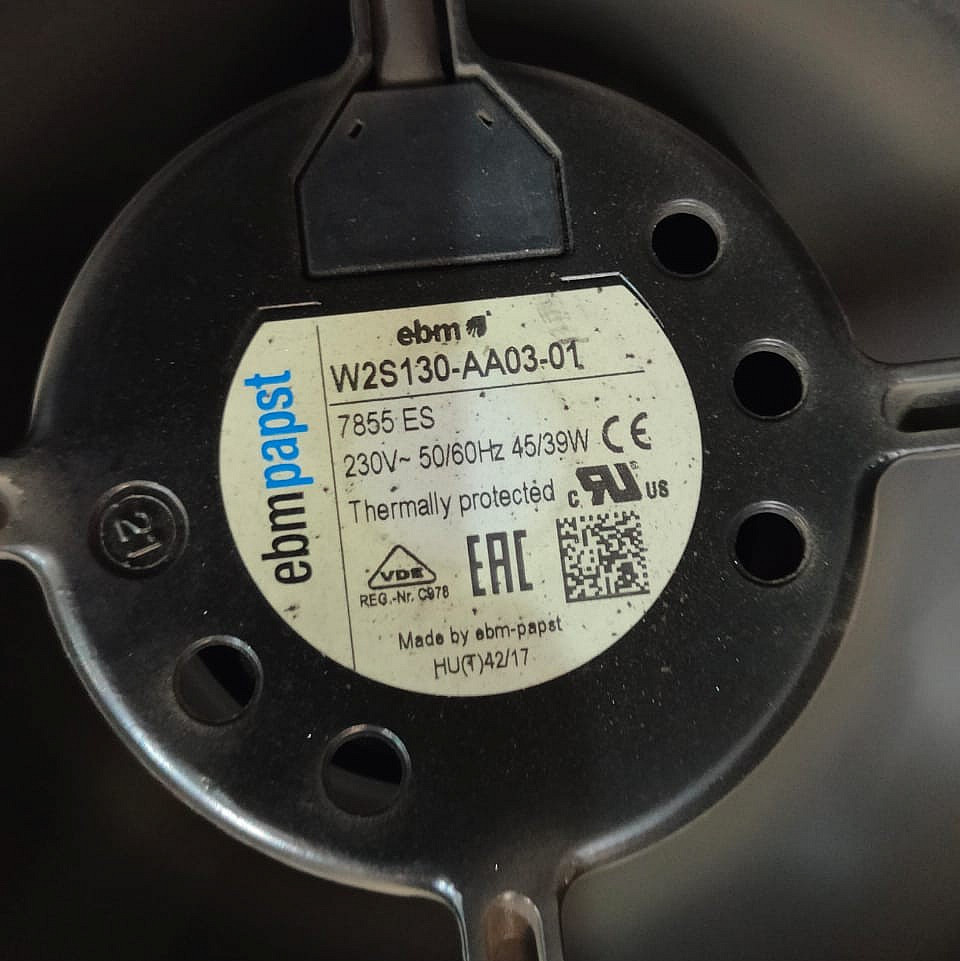 ebm
W2S130-AA03-01
ebmpapst
7855 ES
230V~ 50/60Hz 45/39W CE
Thermally protected c RU US
VDE
REG.-Nr. C978
EAC
Made by ebm-papst
HU(T)42/17
21